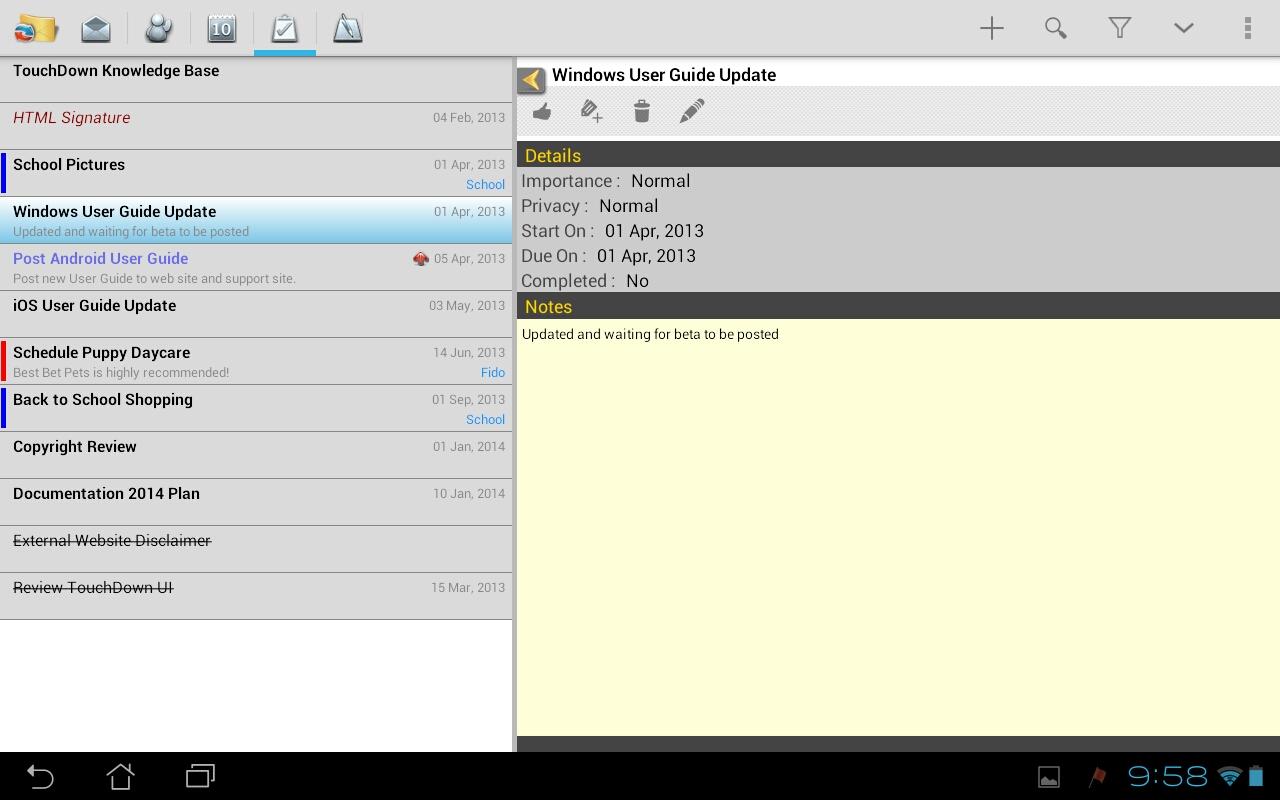 10
TouchDown Knowledge Base
HTML Signature 04 Feb, 2013
School Pictures 01 Apr, 2013
School
Windows User Guide Update 01 Apr, 2013
Updated and waiting for beta to be posted
Post Android User Guide 05 Apr, 2013
Post new User Guide to web site and support site.
iOS User Guide Update 03 May, 2013
Schedule Puppy Daycare 14 Jun, 2013
Best Bet Pets is highly recommended! Fido
Back to School Shopping 01 Sep, 2013
School
Copyright Review 01 Jan, 2014
Documentation 2014 Plan 10 Jan, 2014
External Website Disclaimer
Review TouchDown UI 15 Mar, 2013
Windows User Guide Update
Details
Importance : Normal
Privacy : Normal
Start On : 01 Apr, 2013
Due On : 01 Apr, 2013
Completed : No
Notes
Updated and waiting for beta to be posted
9:58